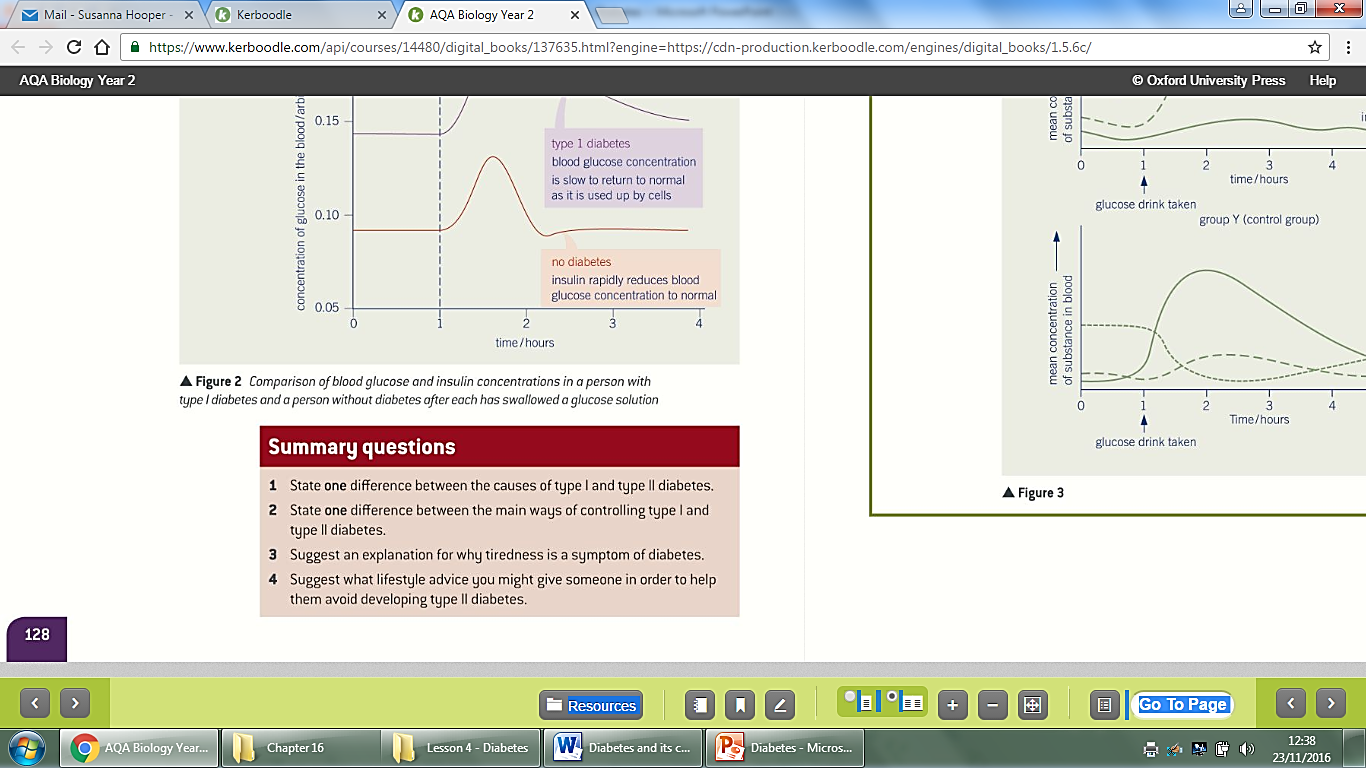 Mail - Susanna Hooper -
Kerboodle
AQA Biology Year 2
https://www.kerboodle.com/api/courses/14480/digital_books/137635.html?engine=https://cdn-production.kerboodle.com/engines/digital_books/1.5.6c/
AQA Biology Year 2
© Oxford University Press
Help
concentration of glucose in the blood/arbi
0.15
0.10
0.05
0
1
2
3
4
time/hours
type 1 diabetes
blood glucose concentration
is slow to return to normal
as it is used up by cells
no diabetes
insulin rapidly reduces blood
glucose concentration to normal
▲ Figure 2 Comparison of blood glucose and insulin concentrations in a person with
type I diabetes and a person without diabetes after each has swallowed a glucose solution
Summary questions
1 State one difference between the causes of type I and type II diabetes.
2 State one difference between the main ways of controlling type I and
type II diabetes.
3 Suggest an explanation for why tiredness is a symptom of diabetes.
4 Suggest what lifestyle advice you might give someone in order to help
them avoid developing type II diabetes.
128
mean co
of substa
0
1
2
3
4
time/hours
glucose drink taken
group Y (control group)
mean concentration
of substance in blood
0
1
2
3
4
Time/hours
glucose drink taken
▲ Figure 3
Resources
Go To Page
AQA Biology Year...
Chapter 16
Lesson 4 - Diabetes
Diabetes and its c...
Diabetes - Micros...
12:38
23/11/2016